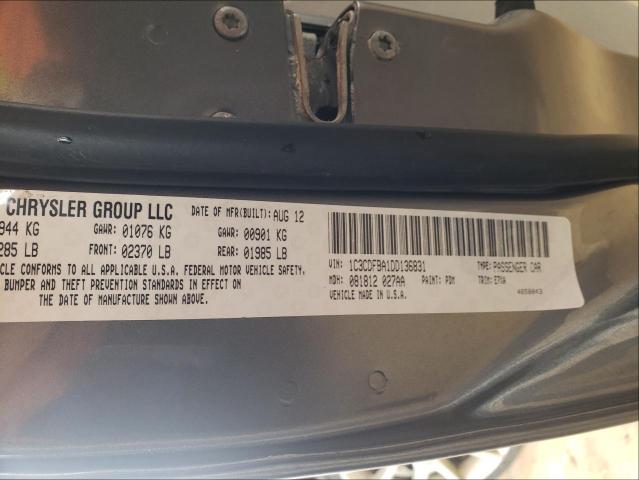 CHRYSLER GROUP LLC
DATE OF MFR(BUILT): AUG 12
944 KG GAWR: 01076 KG GAWR: 00901 KG
285 LB FRONT: 02370 LB REAR: 01985 LB
CONFORMS TO ALL APPLICABLE U.S.A. FEDERAL MOTOR VEHICLE SAFETY,
BUMPER AND THEFT PREVENTION STANDARDS IN EFFECT ON
THE DATE OF MANUFACTURE SHOWN ABOVE.
VIN: 1C3CDFBA1DD136831 TYPE: PASSENGER CAR
MDH: 081812 027AA PAINT: PDM TRIM: E7XA
VEHICLE MADE IN U.S.A. 4658043